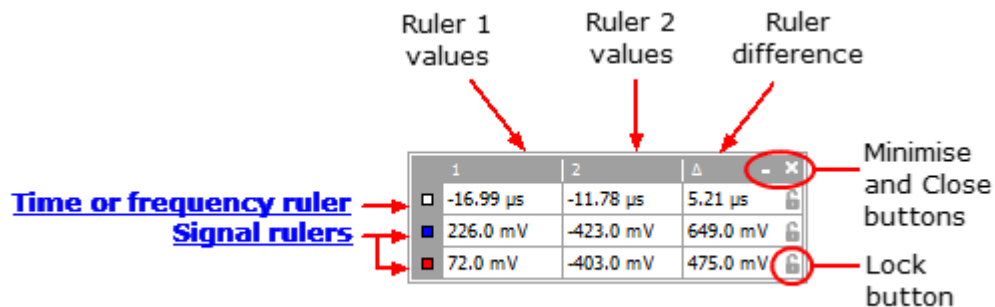 Ruler 1
values
Ruler 2
values
Ruler
difference
1 2 Δ
Minimise
and Close
buttons
Time or frequency ruler
-16.99 µs -11.78 µs 5.21 µs
Signal rulers
226.0 mV -423.0 mV 649.0 mV
72.0 mV -403.0 mV 475.0 mV
Lock
button